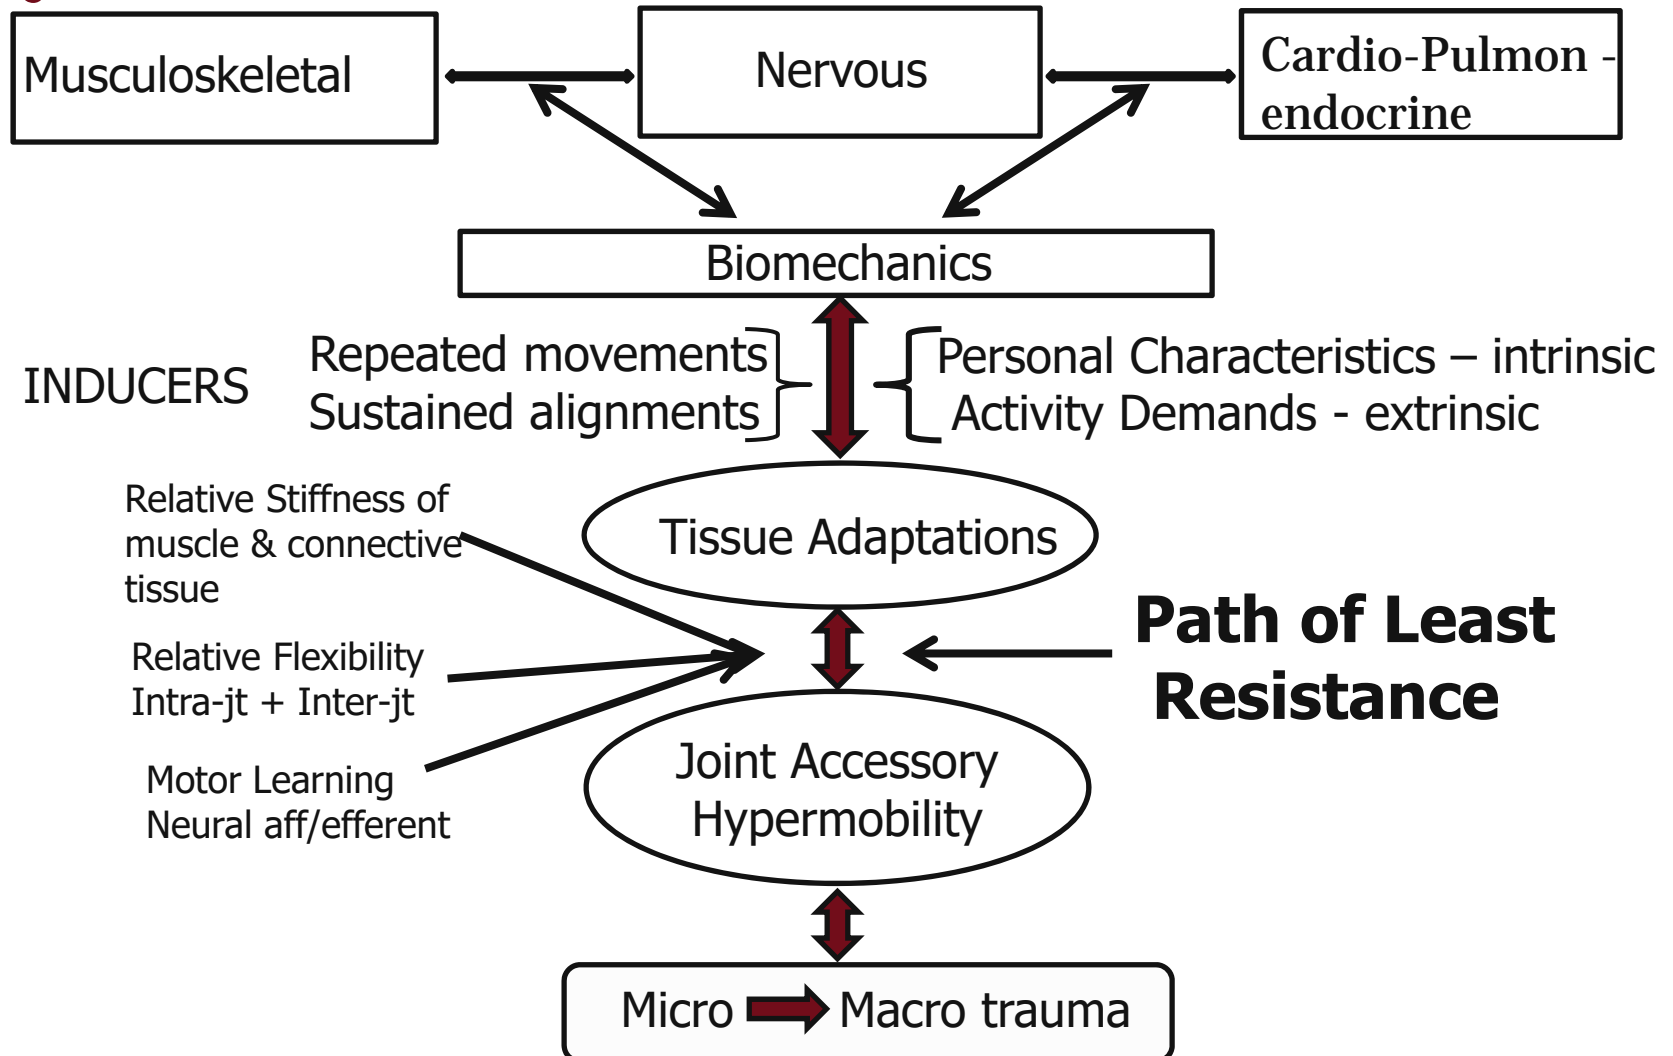 Musculoskeletal
Nervous
Cardio-Pulmon -
endocrine
Biomechanics
INDUCERS
Repeated movements
Sustained alignments
Personal Characteristics – intrinsic
Activity Demands - extrinsic
Relative Stiffness of
muscle & connective
tissue
Tissue Adaptations
Path of Least
Resistance
Relative Flexibility
Intra-jt + Inter-jt
Motor Learning
Neural aff/efferent
Joint Accessory
Hypermobility
Micro Macro trauma